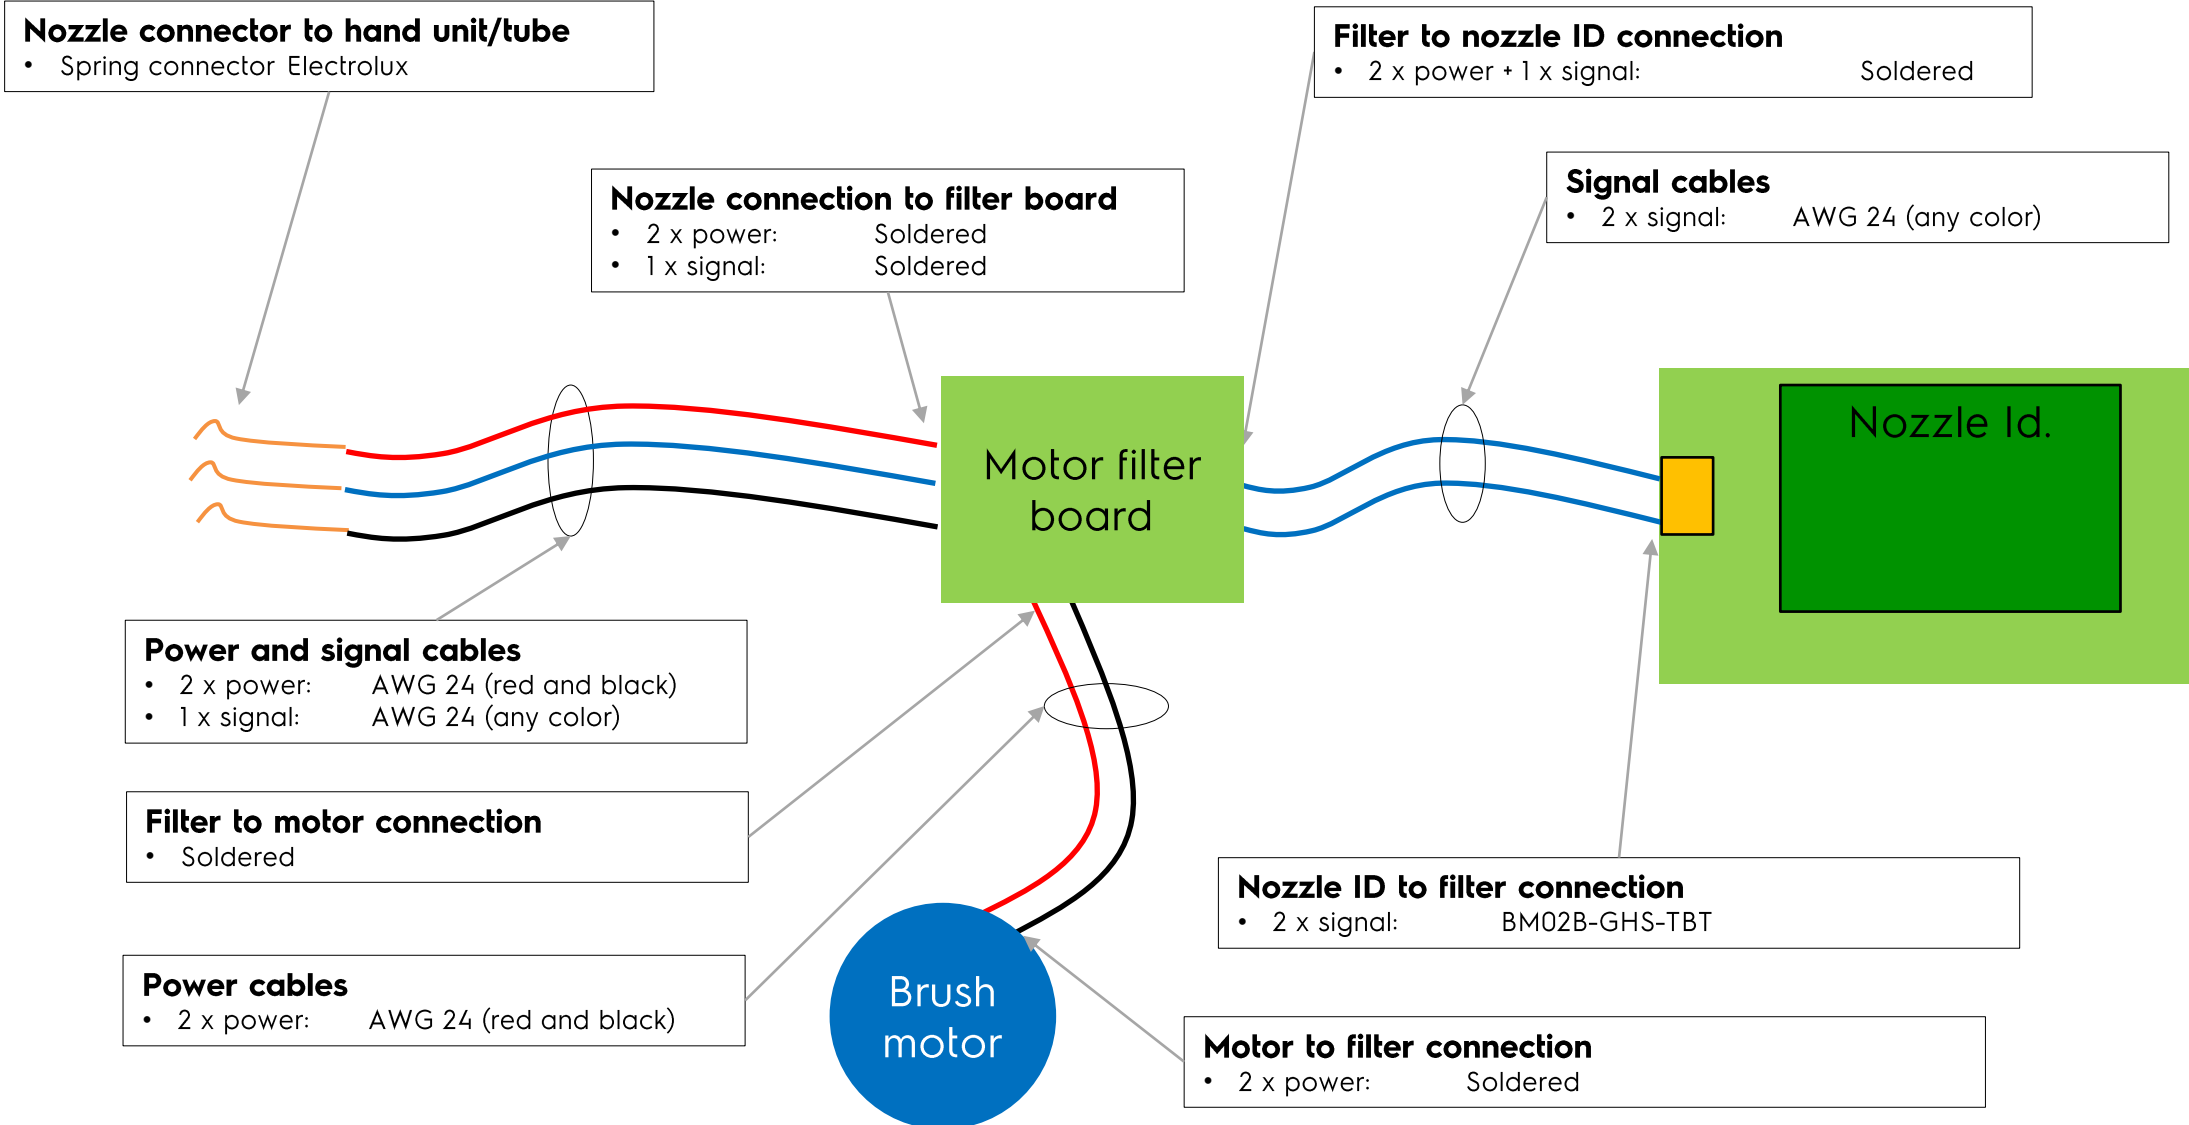 Nozzle connector to hand unit/tube
• Spring connector Electrolux
Filter to nozzle ID connection
• 2 x power + 1 x signal: Soldered
Nozzle connection to filter board
• 2 x power: Soldered
• 1 x signal: Soldered
Signal cables
• 2 x signal: AWG 24 (any color)
Motor filter
board
Nozzle Id.
Power and signal cables
• 2 x power: AWG 24 (red and black)
• 1 x signal: AWG 24 (any color)
Filter to motor connection
• Soldered
Nozzle ID to filter connection
• 2 x signal: BM02B-GHS-TBT
Power cables
• 2 x power: AWG 24 (red and black)
Brush
motor
Motor to filter connection
• 2 x power: Soldered